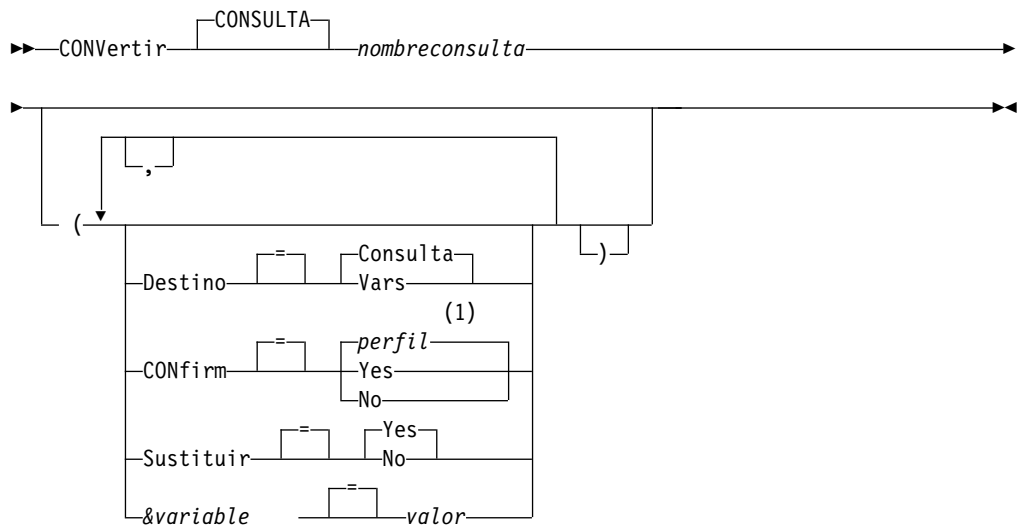 CONSULTA
CONVertir nombreconsulta
,
( )
= Consulta
Destino Vars
(1)
= perfil
CONfirm Yes
No
= Yes
Sustituir No
=
&variable valor